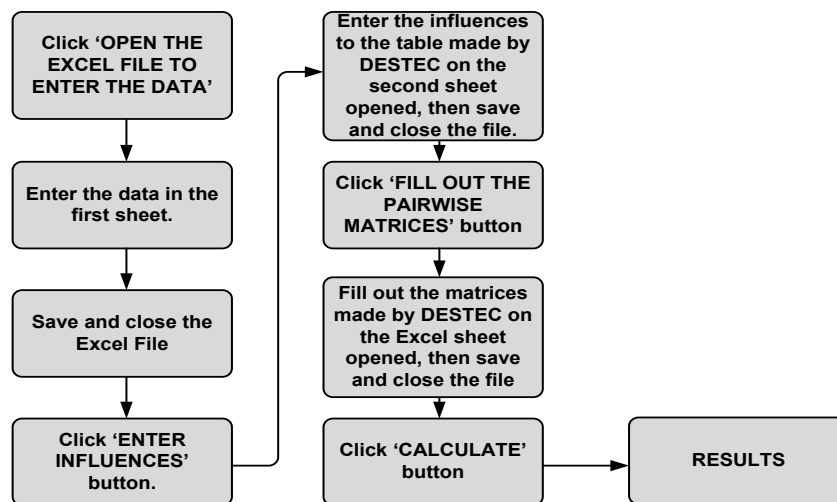 Click ‘OPEN THE
EXCEL FILE TO
ENTER THE DATA’
Enter the data in the
first sheet.
Save and close the
Excel File
Click ‘ENTER
INFLUENCES’
button.
Enter the influences
to the table made by
DESTEC on the
second sheet
opened, then save
and close the file.
Click ‘FILL OUT THE
PAIRWISE
MATRICES’ button
Fill out the matrices
made by DESTEC on
the Excel sheet
opened, then save
and close the file
Click ‘CALCULATE’
button
RESULTS